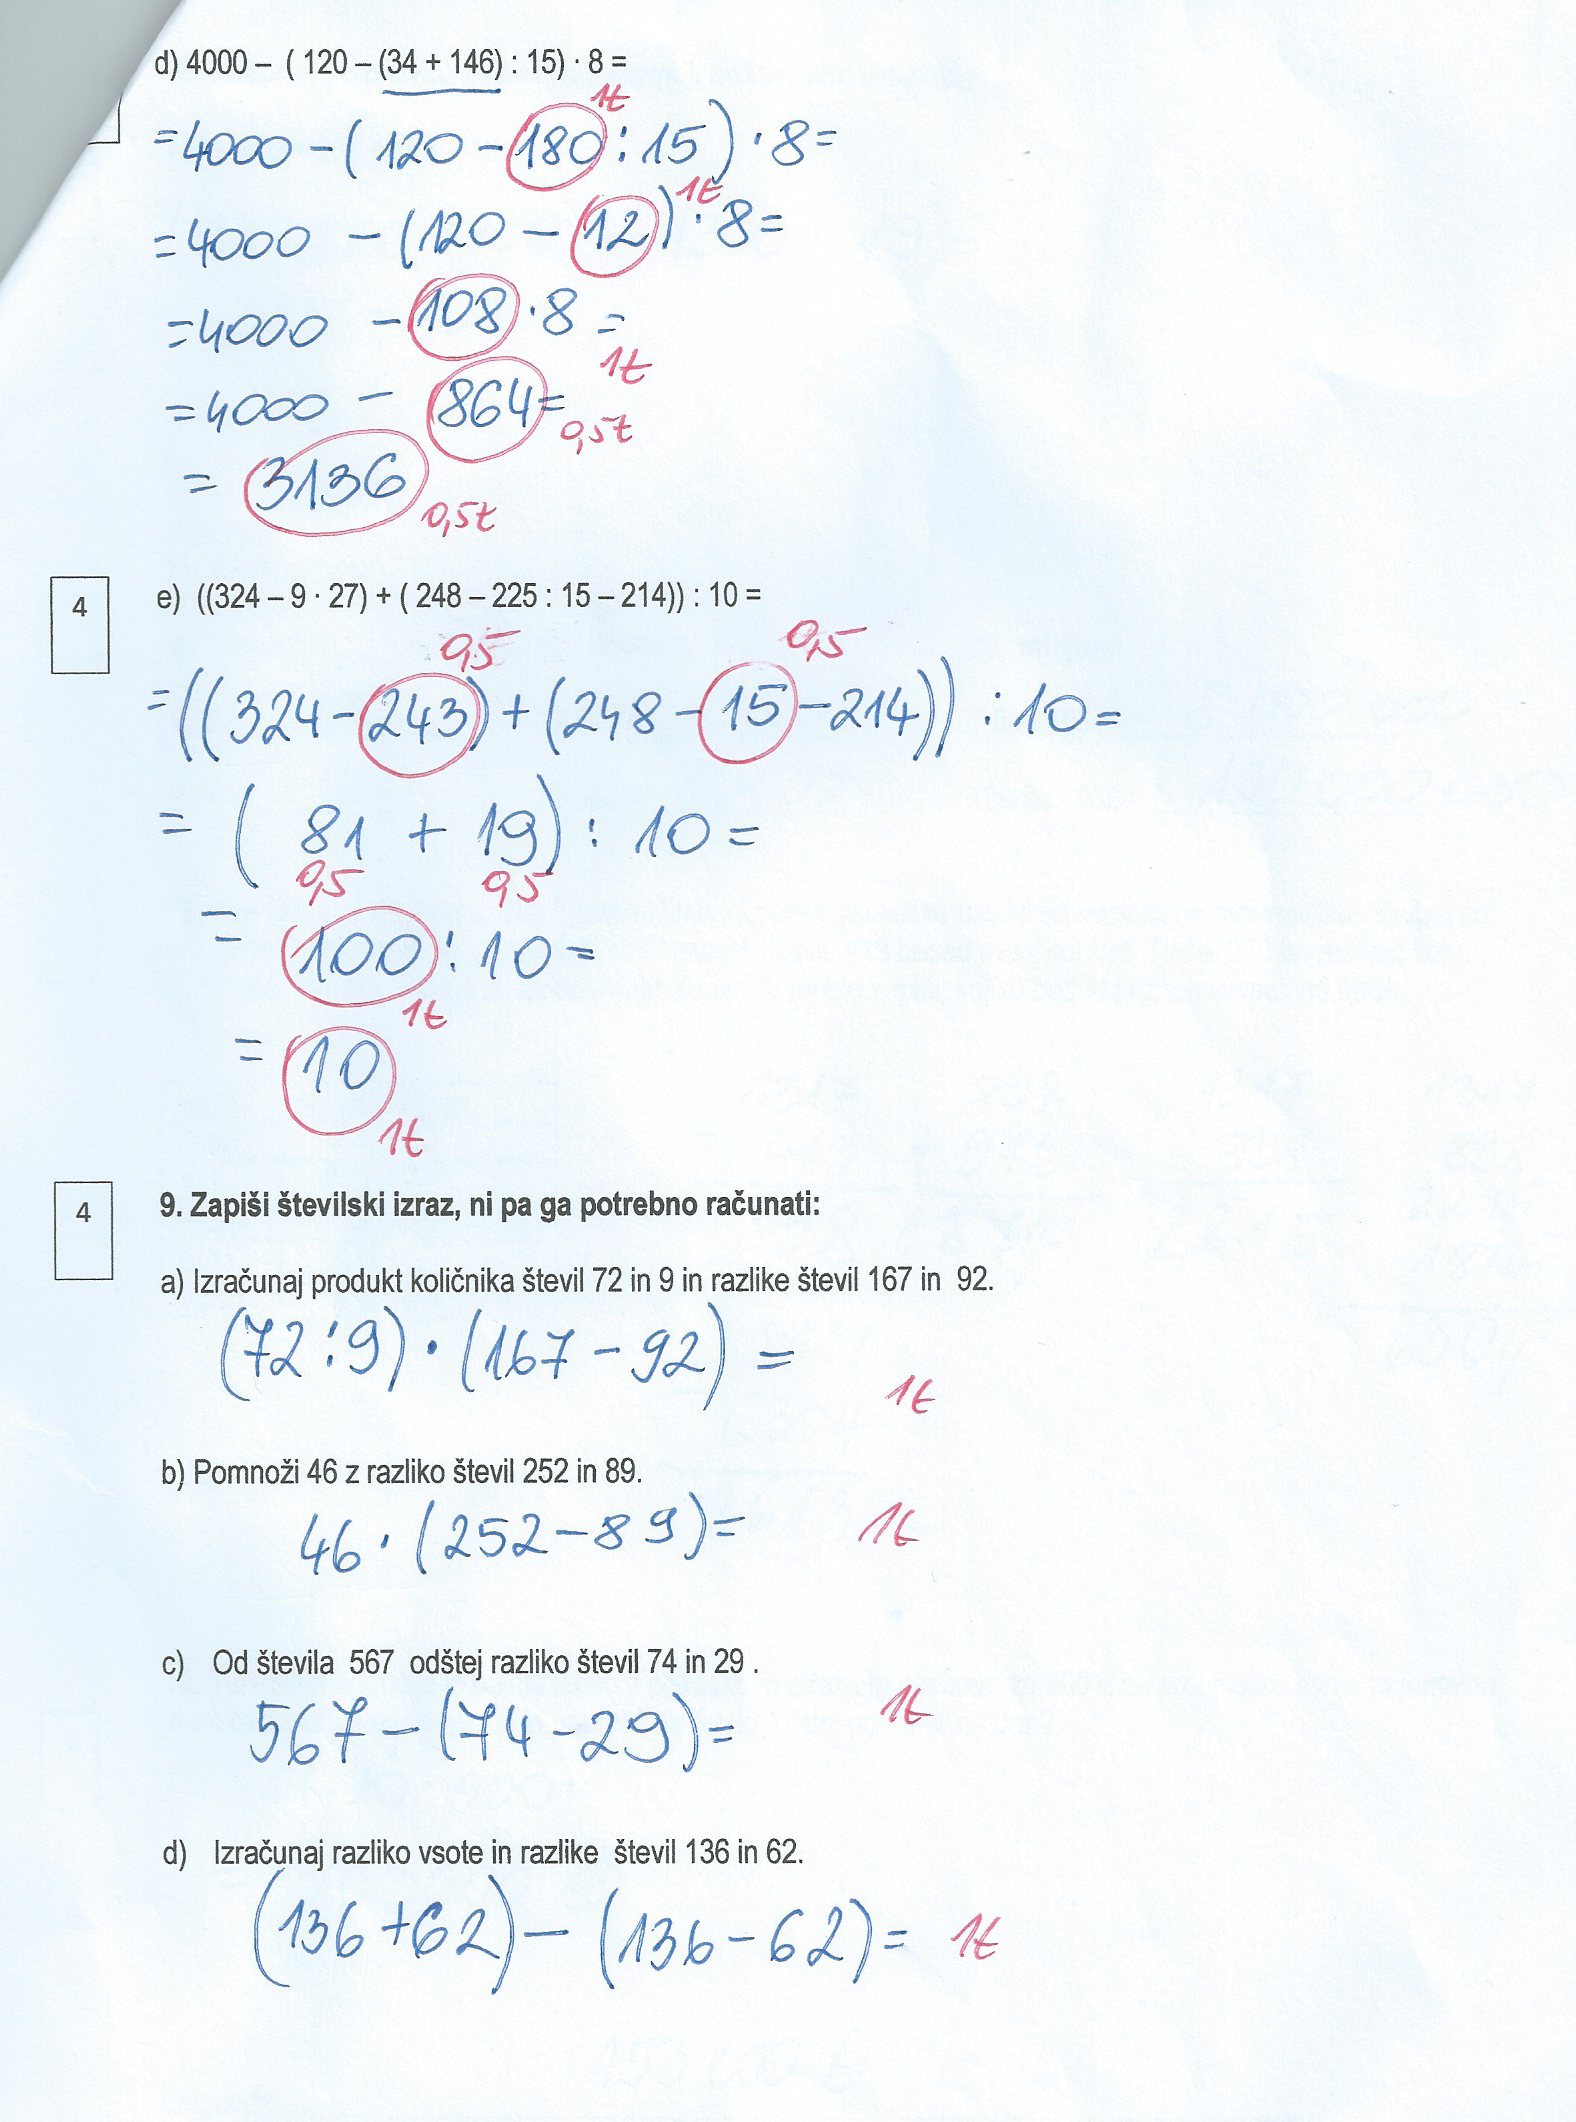 d) 4000 – ( 120 – (34 + 146) : 15) · 8 =
1t
=4000 – ( 120 – 180 : 15 ) · 8 =
1t
=4000 – (120 – 12) · 8 =
=4000 – 108 · 8 =
1t
=4000 – 864 =
0,5t
= 3136
0,5t
4
e) ((324 – 9 · 27) + ( 248 – 225 : 15 – 214)) : 10 =
0,5 0,5
=((324-243)+(248-15-214)) : 10=
= ( 81 + 19) : 10 =
0,5 0,5
= 100 : 10 =
1t
= 10
1t
4
9. Zapiši številski izraz, ni pa ga potrebno računati:
a) Izračunaj produkt količnika števil 72 in 9 in razlike števil 167 in 92.
(72:9) · (167-92) =
1t
b) Pomnoži 46 z razliko števil 252 in 89.
46 · (252-89)= 1t
c) Od števila 567 odštej razliko števil 74 in 29 .
567-(74-29)= 1t
d) Izračunaj razliko vsote in razlike števil 136 in 62.
(136+62)-(136-62)= 1t